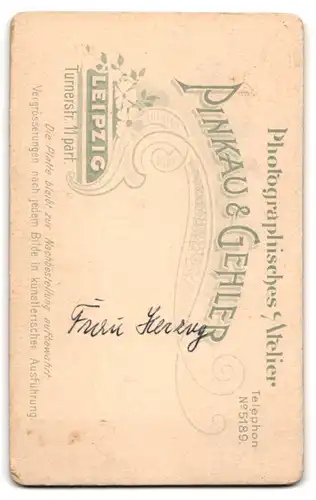 Photographisches Atelier
PINKAU & GEHLER
LEIPZIG
Turnerstr. 11 part.
Telephon
No 5189.
Die Platte bleibt zur Nachbestellung aufbewahrt
Vergrösserungen nach jedem Bilde in künstlerischer Ausführung.
Frau Herzog